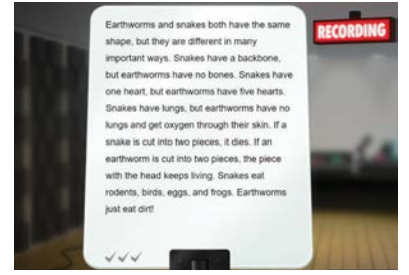 Earthworms and snakes both have the same
shape, but they are different in many
important ways. Snakes have a backbone,
but earthworms have no bones. Snakes have
one heart, but earthworms have five hearts.
Snakes have lungs, but earthworms have no
lungs and get oxygen through their skin. If a
snake is cut into two pieces, it dies. If an
earthworm is cut into two pieces, the piece
with the head keeps living. Snakes eat
rodents, birds, eggs, and frogs. Earthworms
just eat dirt!
RECORDING